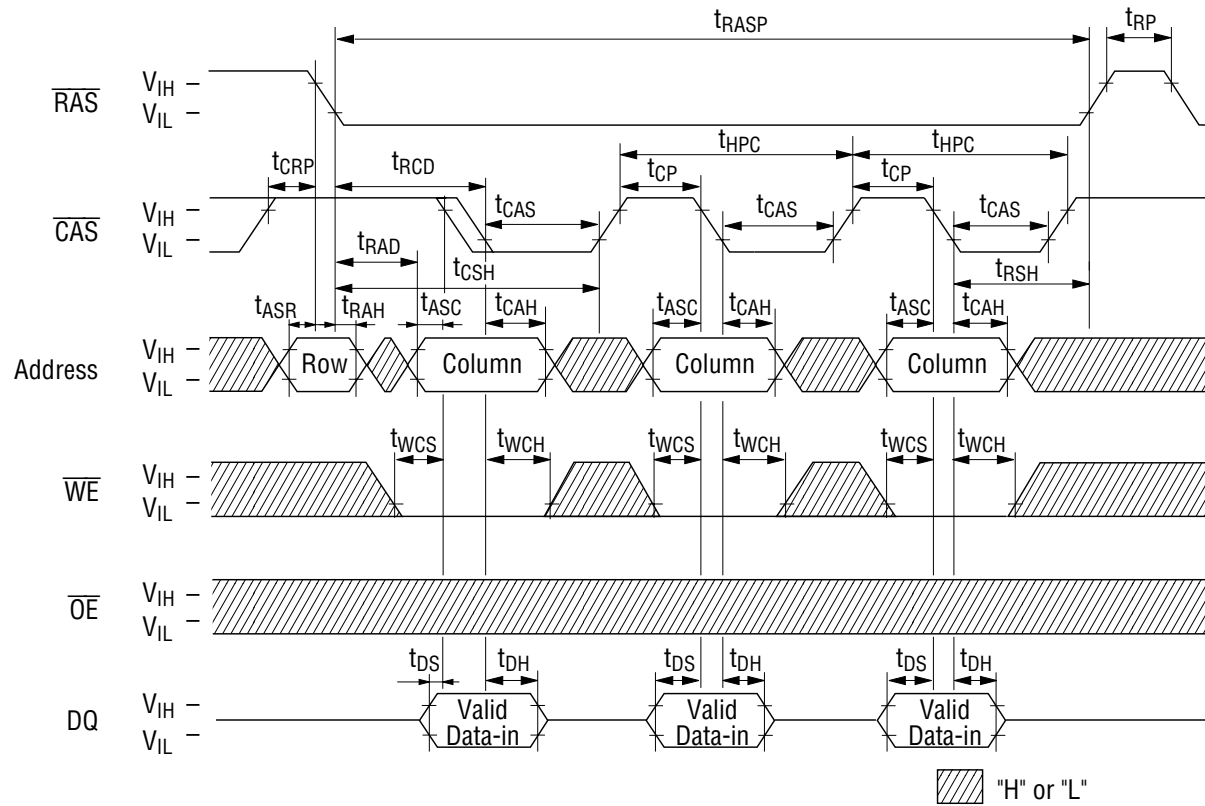 tRASP tRP
RAS VIH
VIL
tHPC tHPC
tCRP tRCD tCP tCP
CAS VIH
VIL
tCAS tCAS tCAS
tRAD
tCSH tRSH
tASR tRAH tASC tCAH tASC tCAH tASC tCAH
Address VIH
VIL
Row Column Column Column
tWCS tWCH tWCS tWCH tWCS tWCH
WE VIH
VIL
OE VIH
VIL
tDS tDH tDS tDH tDS tDH
DQ VIH
VIL
Valid Data-in
Valid Data-in
Valid Data-in
"H" or "L"